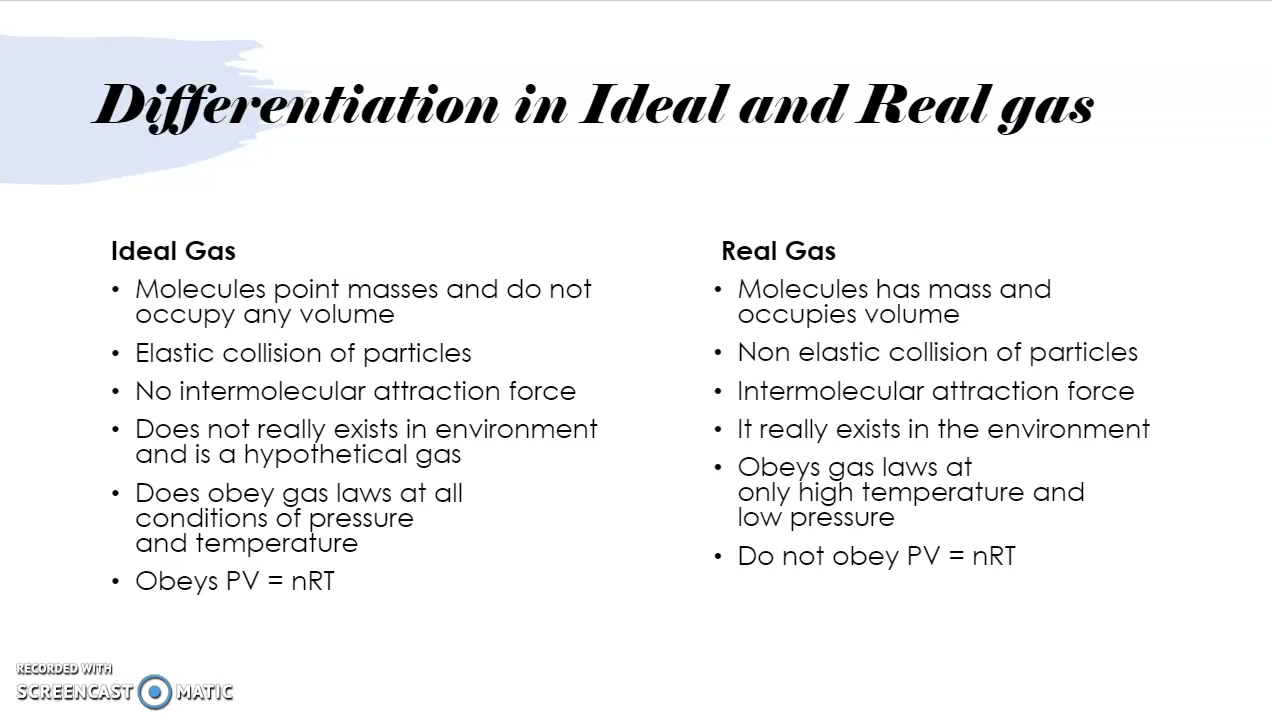 Differentiation in Ideal and Real gas
Ideal Gas
• Molecules point masses and do not
occupy any volume
• Elastic collision of particles
• No intermolecular attraction force
• Does not really exists in environment
and is a hypothetical gas
• Does obey gas laws at all
conditions of pressure
and temperature
• Obeys PV = nRT
Real Gas
• Molecules has mass and
occupies volume
• Non elastic collision of particles
• Intermolecular attraction force
• It really exists in the environment
• Obeys gas laws at
only high temperature and
low pressure
• Do not obey PV = nRT
RECORDED WITH
SCREENCAST MATIC